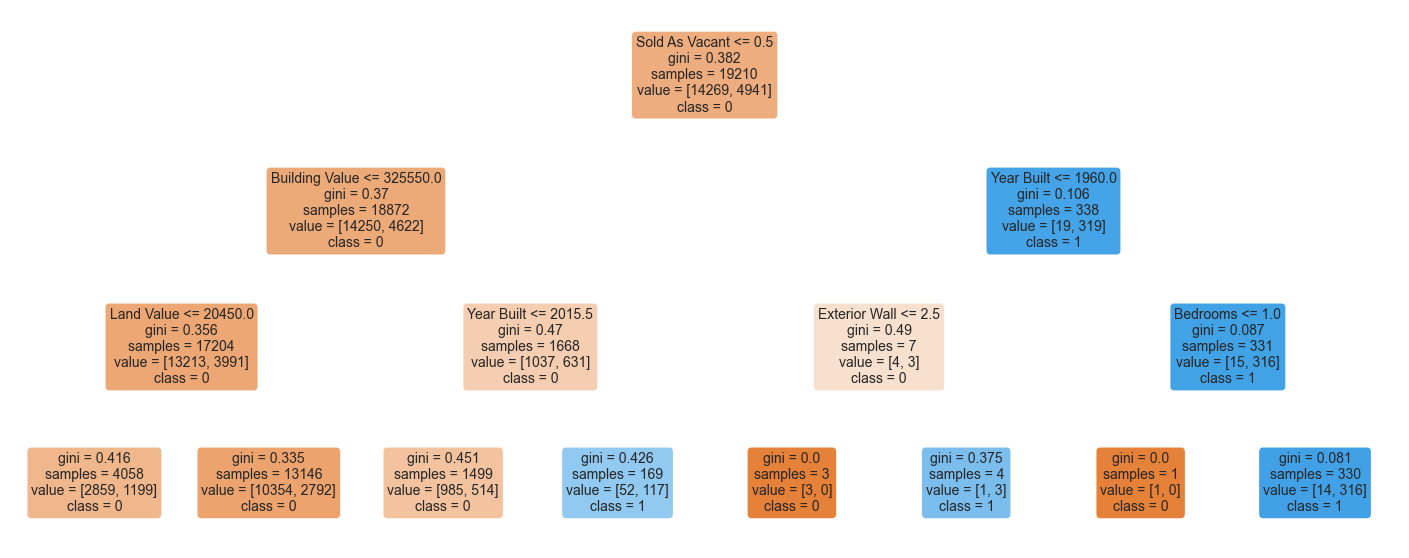 Sold As Vacant <= 0.5
gini = 0.382
samples = 19210
value = [14269, 4941]
class = 0
Building Value <= 325550.0
gini = 0.37
samples = 18872
value = [14250, 4622]
class = 0
Year Built <= 1960.0
gini = 0.106
samples = 338
value = [19, 319]
class = 1
Land Value <= 20450.0
gini = 0.356
samples = 17204
value = [13213, 3991]
class = 0
Year Built <= 2015.5
gini = 0.47
samples = 1668
value = [1037, 631]
class = 0
Exterior Wall <= 2.5
gini = 0.49
samples = 7
value = [4, 3]
class = 0
Bedrooms <= 1.0
gini = 0.087
samples = 331
value = [15, 316]
class = 1
gini = 0.416
samples = 4058
value = [2859, 1199]
class = 0
gini = 0.335
samples = 13146
value = [10354, 2792]
class = 0
gini = 0.451
samples = 1499
value = [985, 514]
class = 0
gini = 0.426
samples = 169
value = [52, 117]
class = 1
gini = 0.0
samples = 3
value = [3, 0]
class = 0
gini = 0.375
samples = 4
value = [1, 3]
class = 1
gini = 0.0
samples = 1
value = [1, 0]
class = 0
gini = 0.081
samples = 330
value = [14, 316]
class = 1